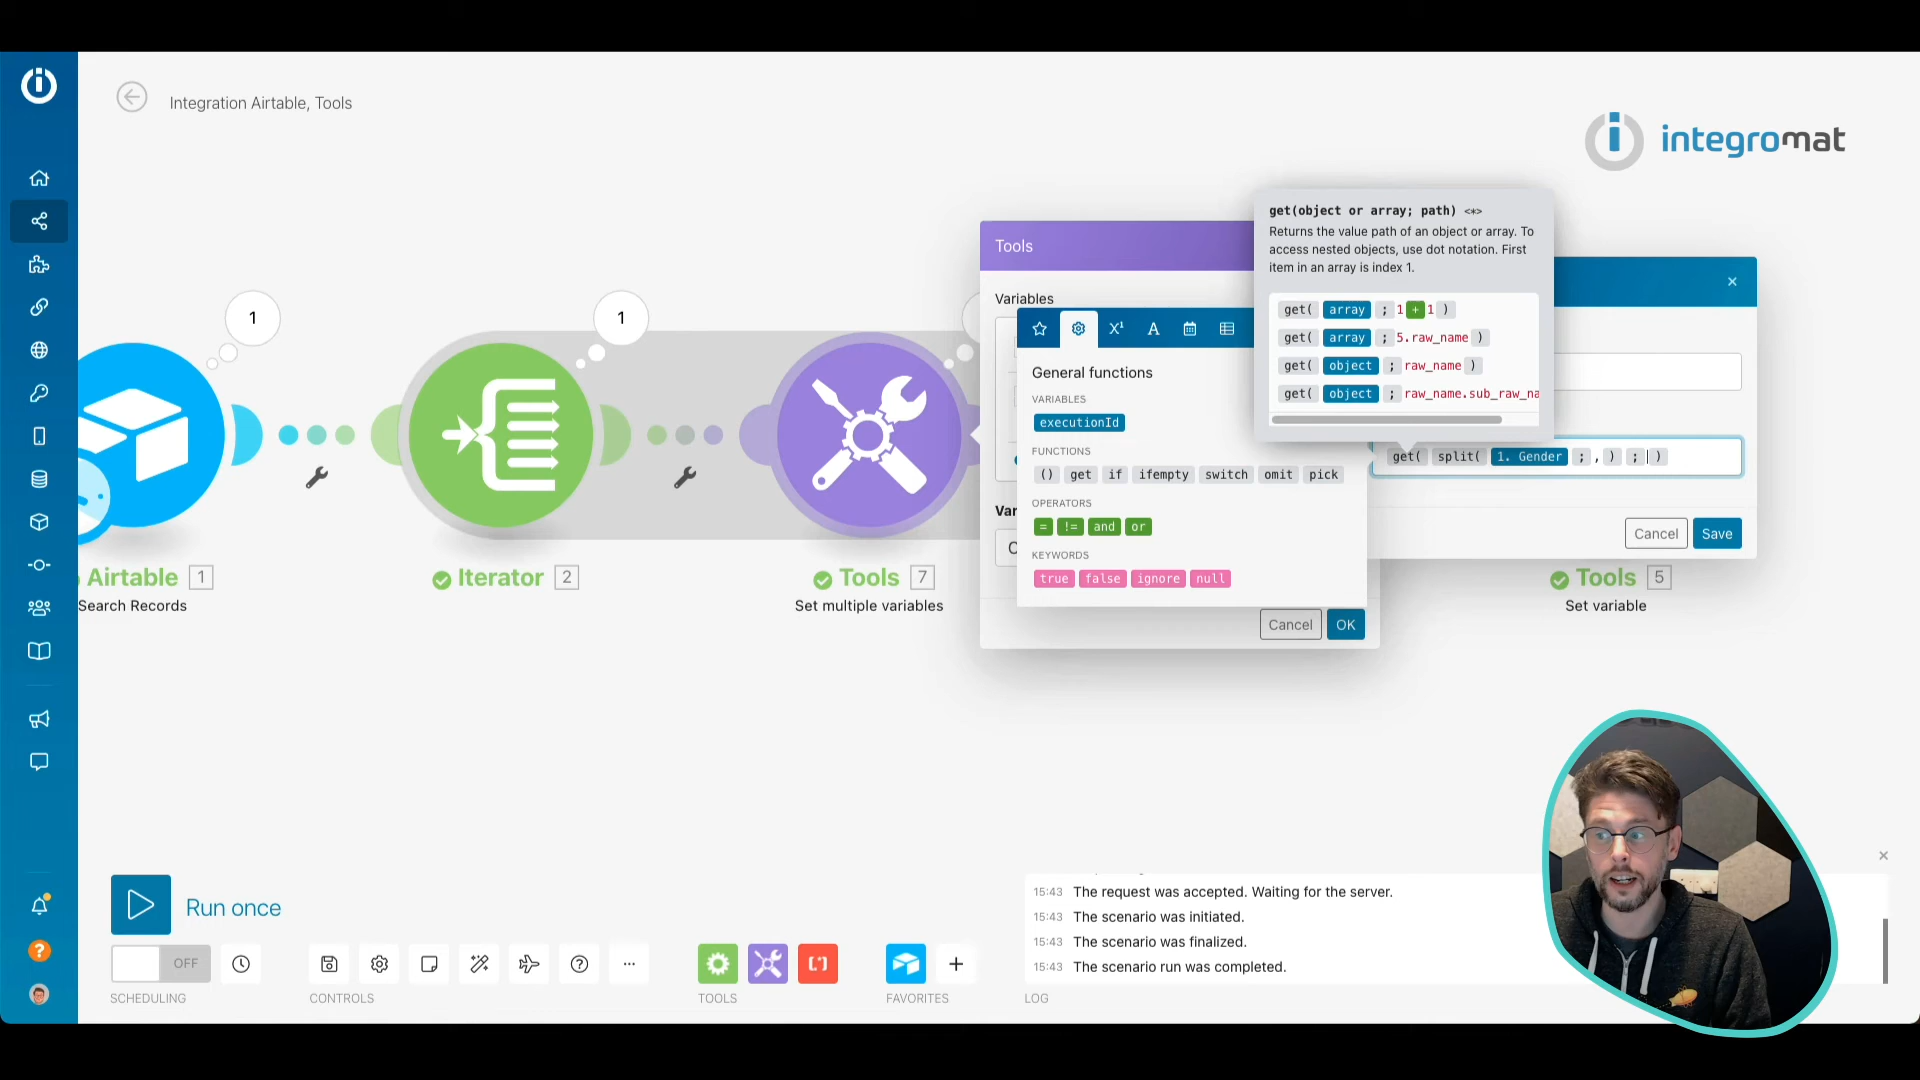 Integration Airtable, Tools
integromat
1
1
Airtable 1
Search Records
Iterator 2
Tools 7
Set multiple variables
Tools 5
Set variable
Tools
Variables
General functions
VARIABLES
executionId
FUNCTIONS
() get if ifempty switch omit pick
OPERATORS
= != and or
KEYWORDS
true false ignore null
Cancel OK
get(object or array; path) <*>
Returns the value path of an object or array. To
access nested objects, use dot notation. First
item in an array is index 1.
get( array ; 1 + 1 )
get( array ; 5.raw_name )
get( object ; raw_name )
get( object ; raw_name.sub_raw_na
get( split( 1. Gender ; , ) ; )
Cancel Save
Run once
OFF
SCHEDULING
CONTROLS
TOOLS
FAVORITES
LOG
15:43 The request was accepted. Waiting for the server.
15:43 The scenario was initiated.
15:43 The scenario was finalized.
15:43 The scenario run was completed.